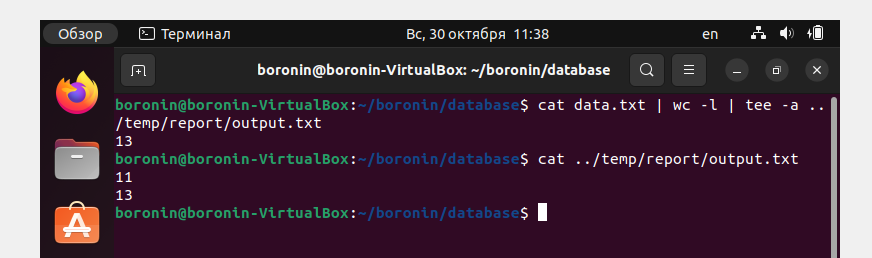 Обзор
Терминал
Вс, 30 октября 11:38
en
boronin@boronin-VirtualBox: ~/boronin/database
boronin@boronin-VirtualBox:~/boronin/database$ cat data.txt | wc -l | tee -a ..
/temp/report/output.txt
13
boronin@boronin-VirtualBox:~/boronin/database$ cat ../temp/report/output.txt
11
13
boronin@boronin-VirtualBox:~/boronin/database$